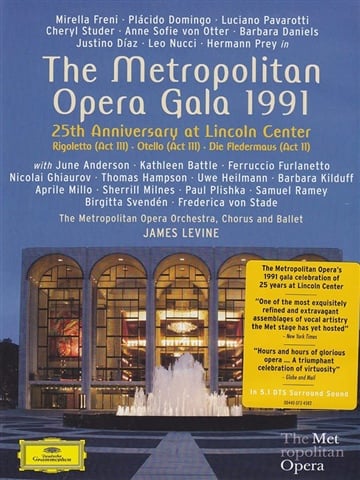 Mirella Freni · Plácido Domingo · Luciano Pavarotti
Cheryl Studer · Anne Sofie von Otter · Barbara Daniels
Justino Díaz · Leo Nucci · Hermann Prey in
The Metropolitan
Opera Gala 1991
25th Anniversary at Lincoln Center
Rigoletto (Act III) · Otello (Act III) · Die Fledermaus (Act II)
with June Anderson · Kathleen Battle · Ferruccio Furlanetto
Nicolai Ghiaurov · Thomas Hampson · Uwe Heilmann · Barbara Kilduff
Aprile Millo · Sherrill Milnes · Paul Plishka · Samuel Ramey
Birgitta Svendén · Frederica von Stade
The Metropolitan Opera Orchestra, Chorus and Ballet
JAMES LEVINE
The Metropolitan Opera's
1991 gala celebration of
25 years at Lincoln Center
"One of the most exquisitely
refined and extravagant
assemblages of vocal artistry
the Met stage has yet hosted"
– New York Times
"Hours and hours of glorious
opera ... A triumphant
celebration of virtuosity"
– Globe and Mail
In 5.1 DTS Surround Sound
Deutsche
Grammophon
The Met
ropolitan
Opera